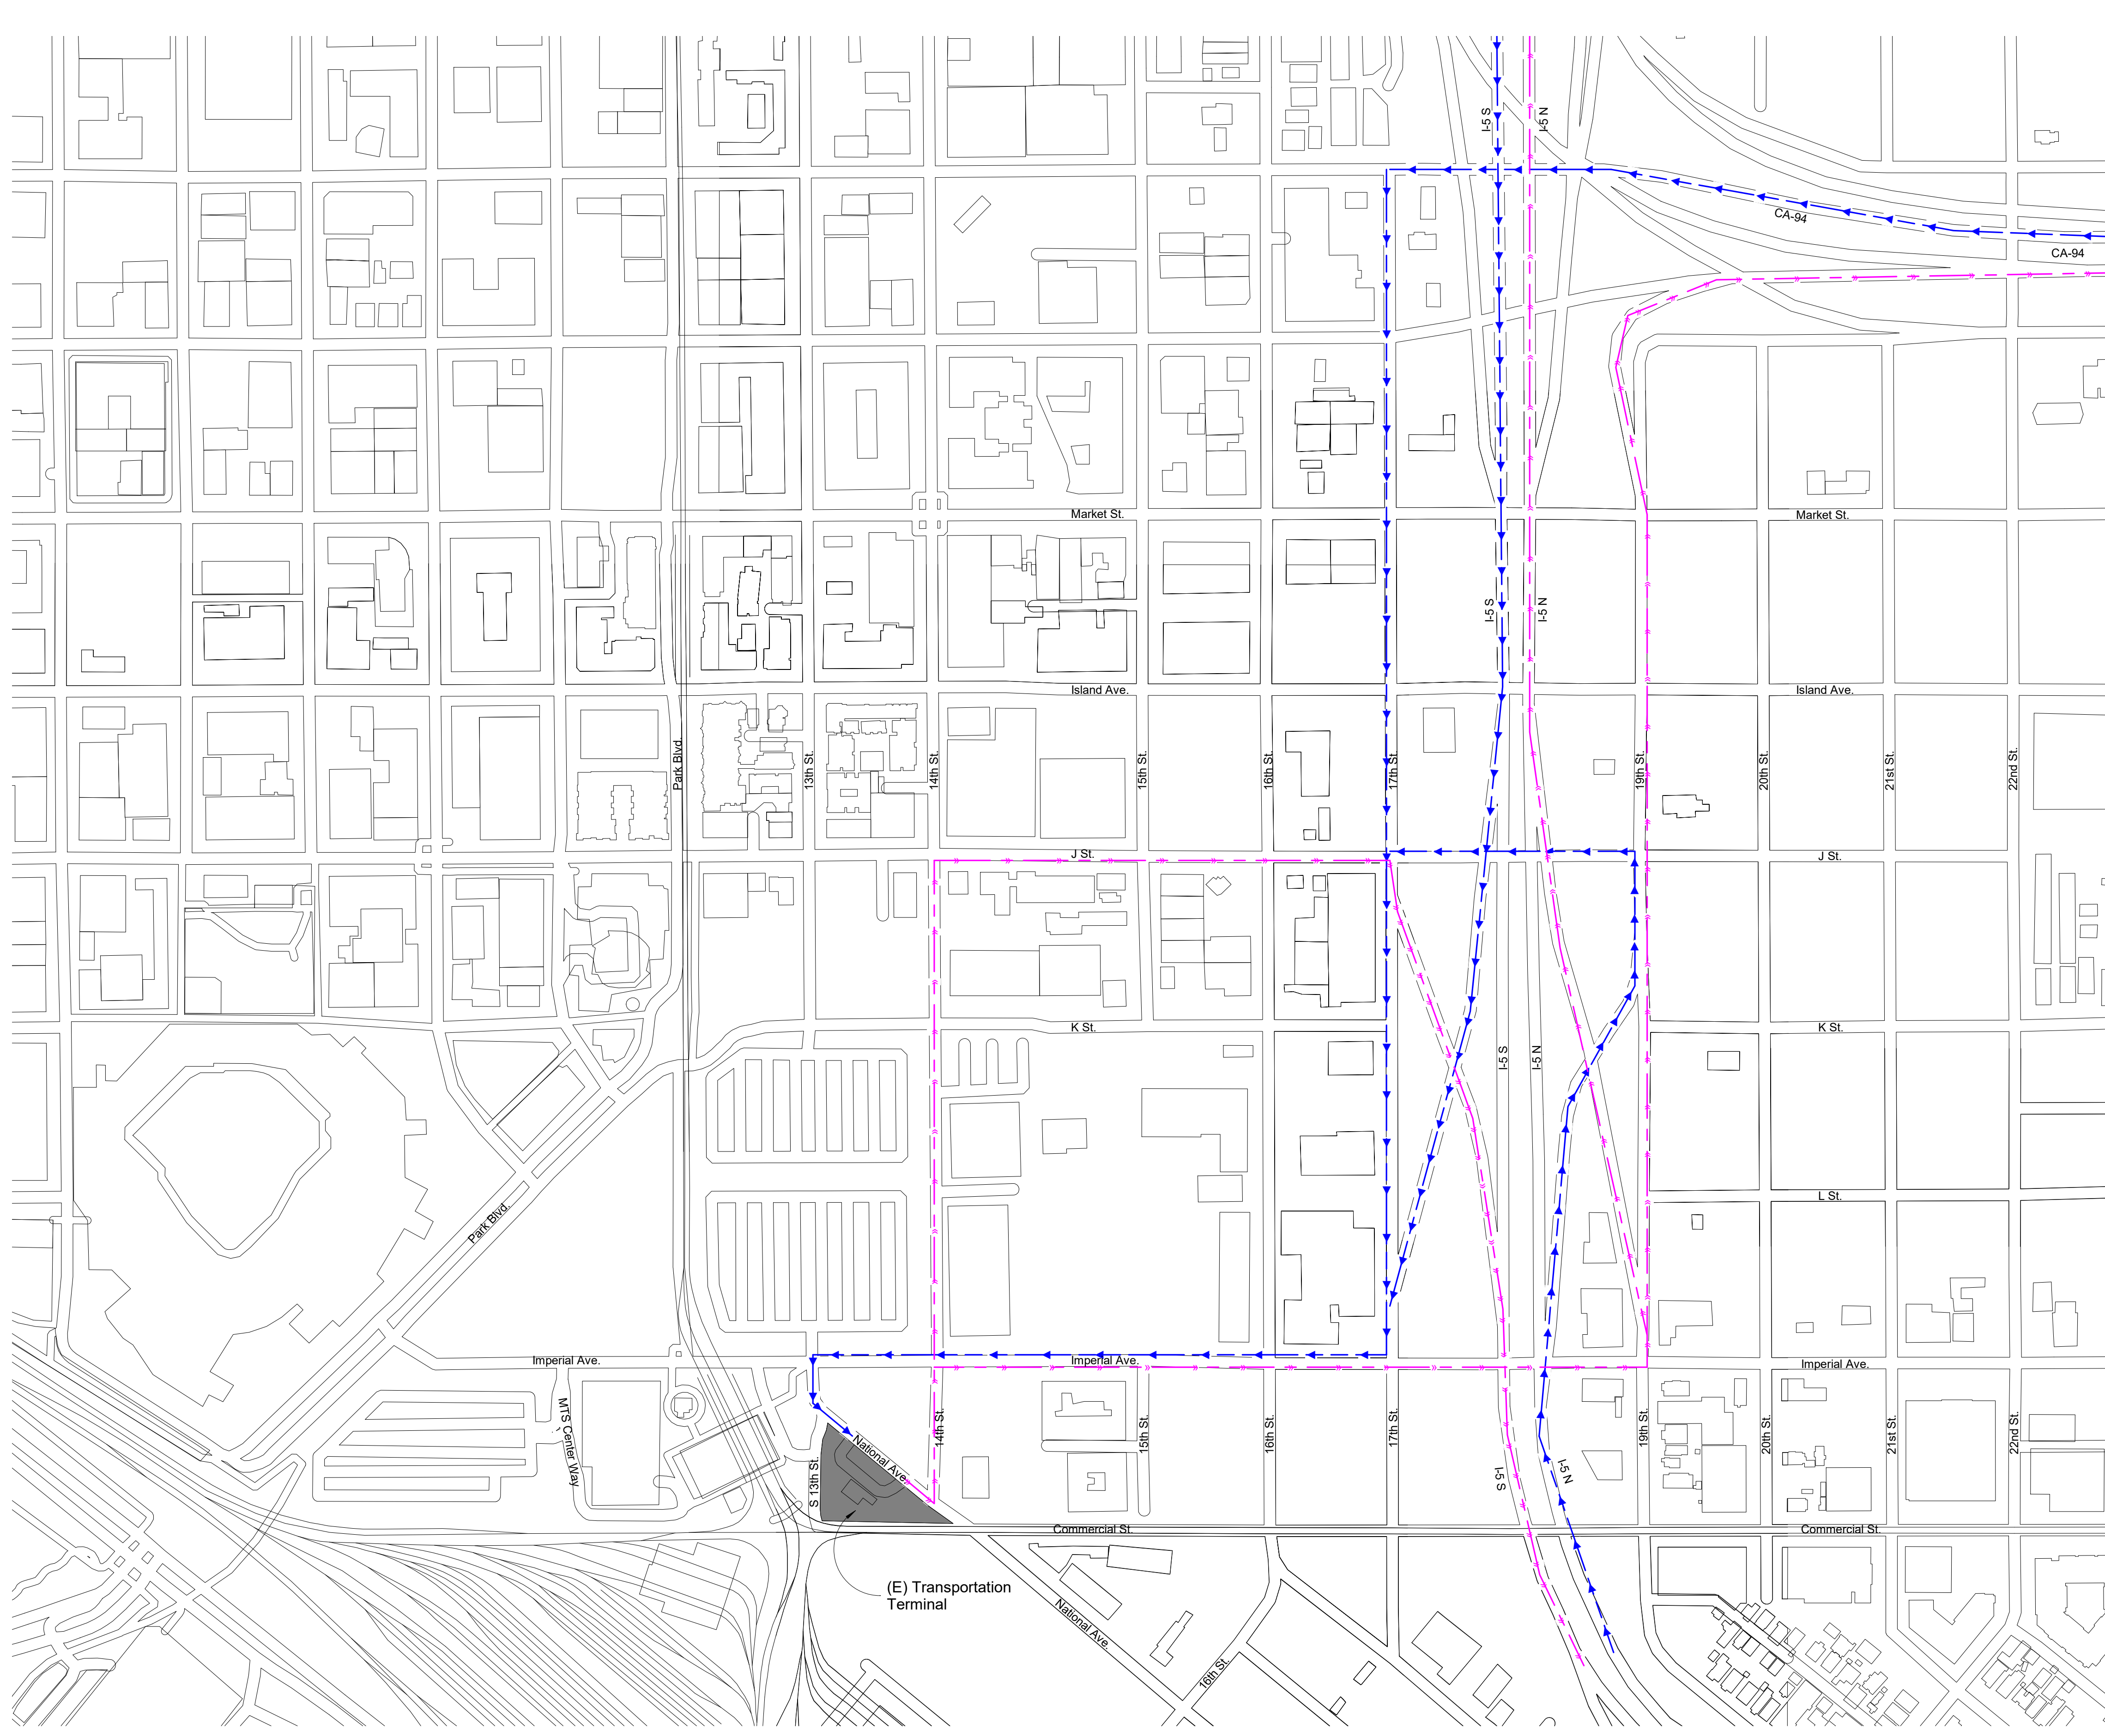 I-5 S
I-5 N
CA-94
CA-94
Market St.
Market St.
I-5 S
I-5 N
Island Ave.
Island Ave.
Park Blvd.
13th St.
14th St.
15th St.
16th St.
17th St.
19th St.
20th St.
21st St.
22nd St.
J St.
J St.
K St.
K St.
I-5 S
I-5 N
L St.
Park Blvd.
Imperial Ave.
Imperial Ave.
Imperial Ave.
MTS Center Way
S 13th St.
National Ave.
14th St.
15th St.
16th St.
17th St.
I-5 S
I-5 N
19th St.
20th St.
21st St.
22nd St.
Commercial St.
Commercial St.
(E) Transportation
Terminal
National Ave.
16th St.